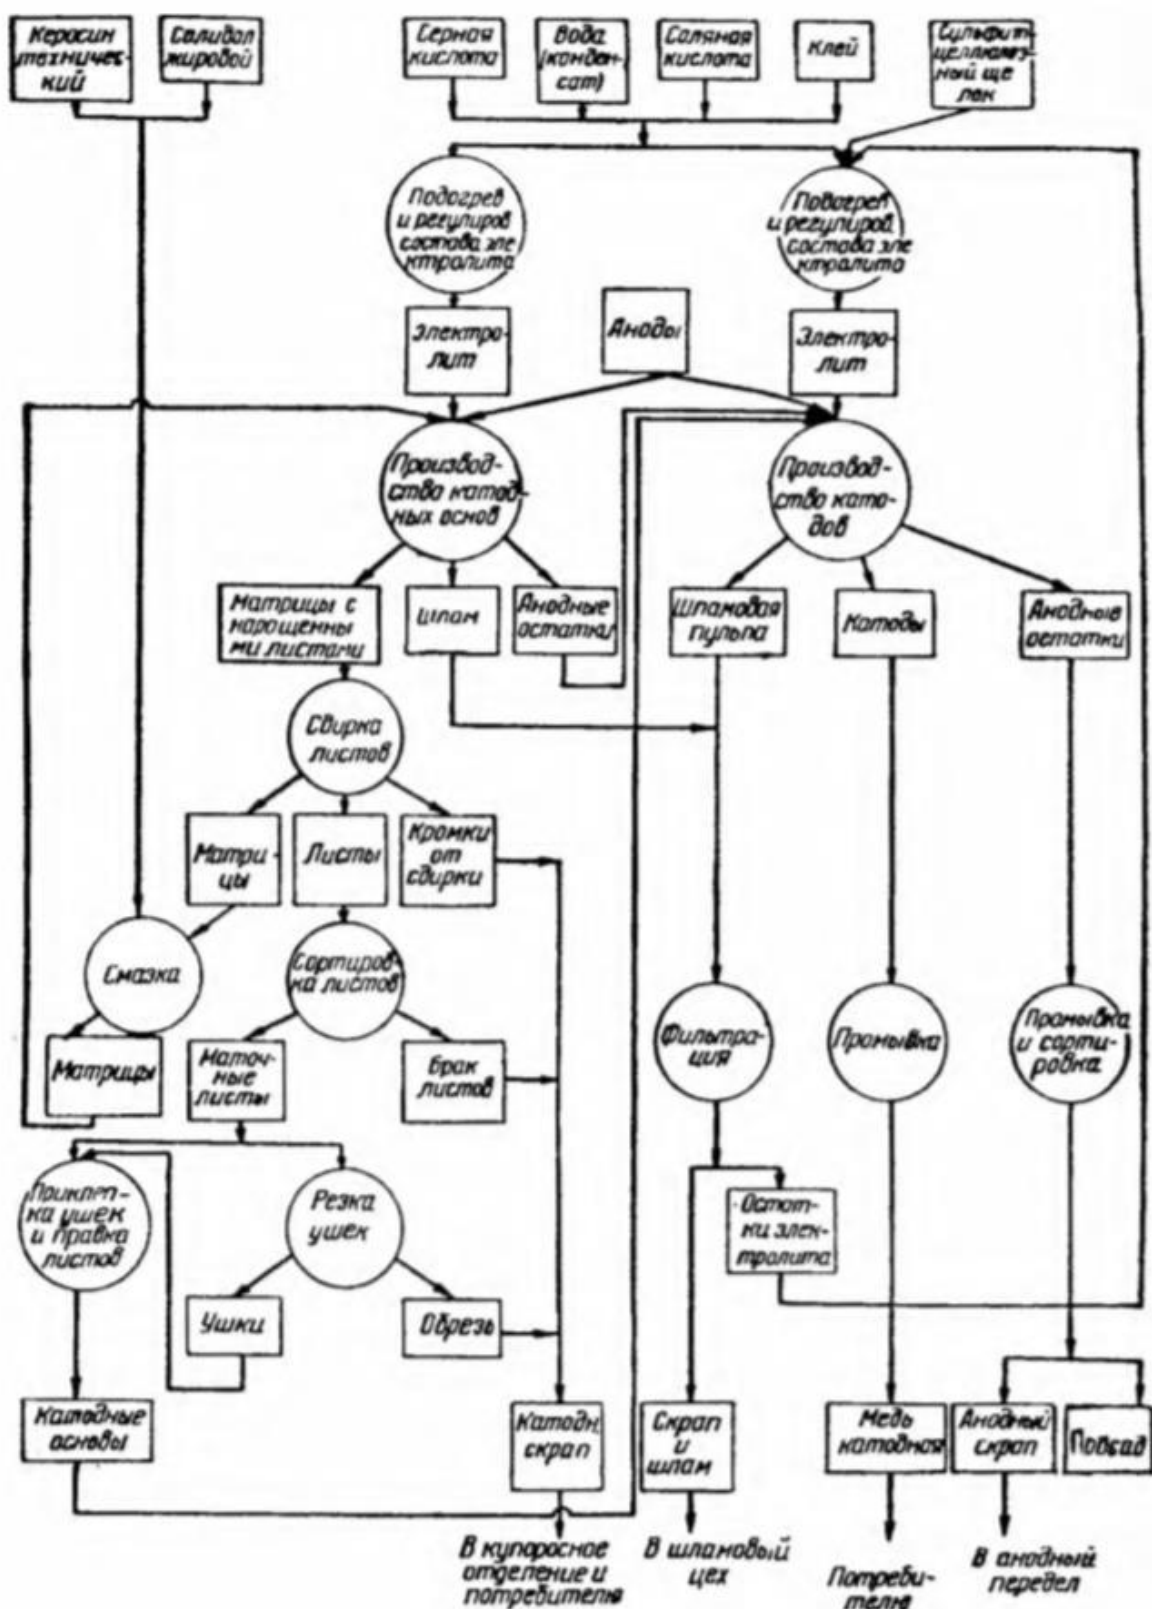 Керосин
техничес-
кий
Солидол
жировой
Серная
кислота
Вода
(конден-
сат)
Соляная
кислота
Клей
Сульфит-
целлюлоз
ный ще
лок
Подогрев
и регулиров
состава эле
ктролита
Подогрев
и регулиров
состава эле
ктролита
Электро-
лит
Аноды
Электро-
лит
Производ-
ство катод-
ных основ
Производ-
ство като-
дов
Матрицы с
нарощенны
ми листами
Шлам
Анодные
остатки
Шламовая
пульпа
Катоды
Анодные
остатки
Сдирка
листов
Матри-
цы
Листы
Кромки
от
сдирки
Смазка
Сортиров-
ка листов
Фильтра-
ция
Промывка
Промывка
и сорти-
ровка
Матрицы
Маточ-
ные
листы
Брак
листов
Приклеп-
ка ушек
и правка
листов
Резка
ушек
Остат-
ки элек-
тролита
Ушки
Обрезь
Катодные
основы
Катодн.
скрап
Скрап
и
шлам
Медь
катодная
Анодный
скрап
Подсад
В купоросное
отделение и
потребителю
В шламовый
цех
Потреби-
телю
В анодный
передел